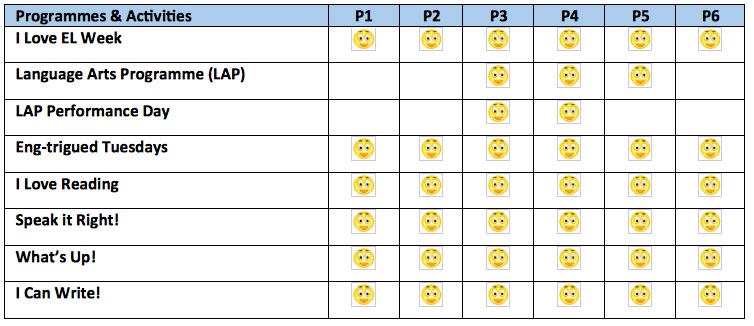 Programmes & Activities P1 P2 P3 P4 P5 P6
I Love EL Week
Language Arts Programme (LAP)
LAP Performance Day
Eng-trigued Tuesdays
I Love Reading
Speak it Right!
What's Up!
I Can Write!